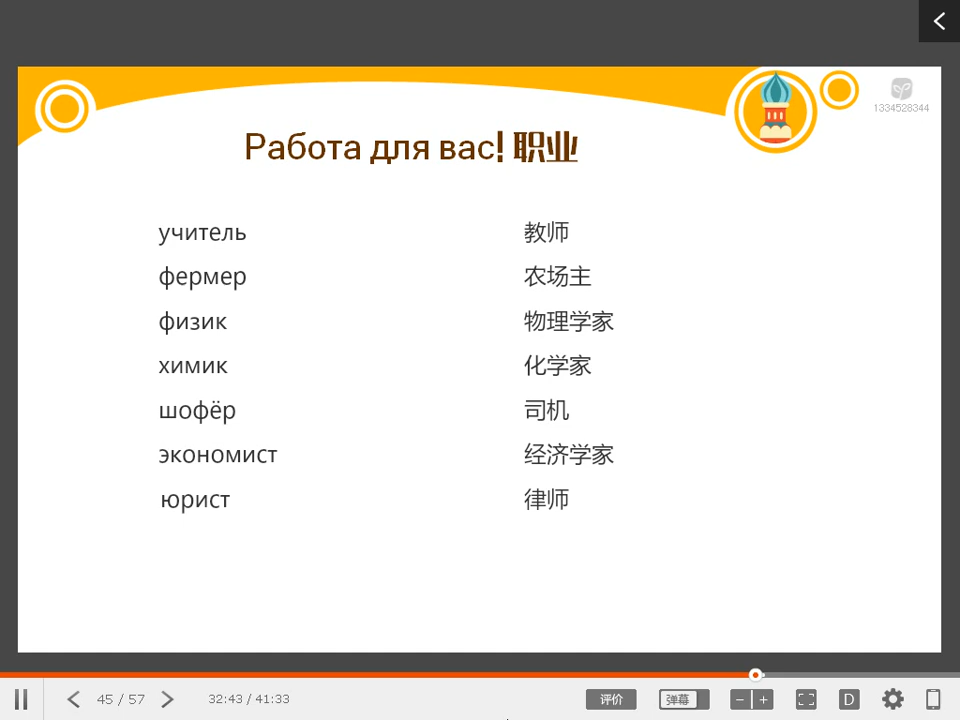 1334528344
Работа для вас! 职业
учитель 教师
фермер 农场主
физик 物理学家
химик 化学家
шофёр 司机
экономист 经济学家
юрист 律师
45 / 57 32:43 / 41:33 评价 弹幕 D